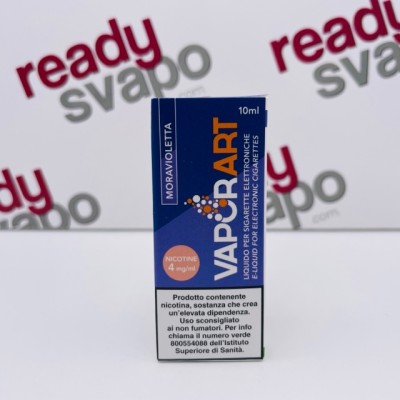 ready
svapo
.com
ready
svapo
ready
svapo
.com
10ml
MORAVIOLETTA
VAPORART
LIQUIDO PER SIGARETTE ELETTRONICHE
E-LIQUID FOR ELECTRONIC CIGARETTES
NICOTINE
4 mg/ml
Prodotto contenente
nicotina, sostanza che crea
un'elevata dipendenza.
Uso sconsigliato
ai non fumatori. Per info
chiama il numero verde
800554088 dell'Istituto
Superiore di Sanità.